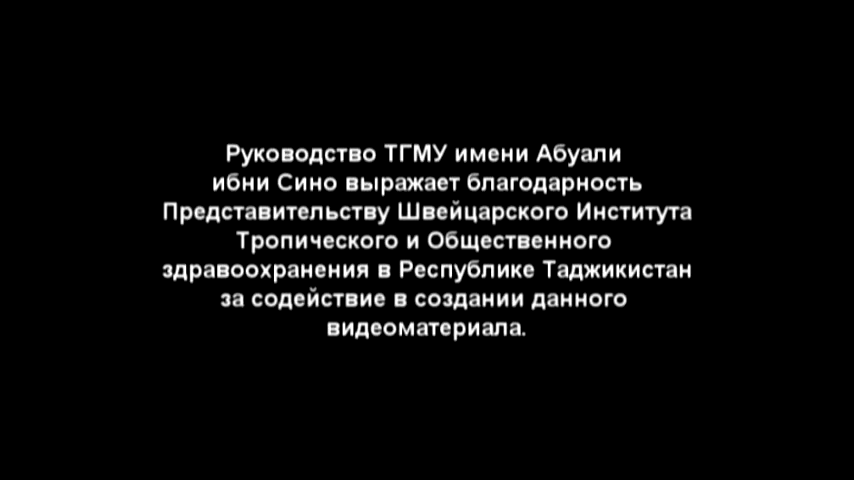 Руководство ТГМУ имени Абуали
ибни Сино выражает благодарность
Представительству Швейцарского Института
Тропического и Общественного
здравоохранения в Республике Таджикистан
за содействие в создании данного
видеоматериала.